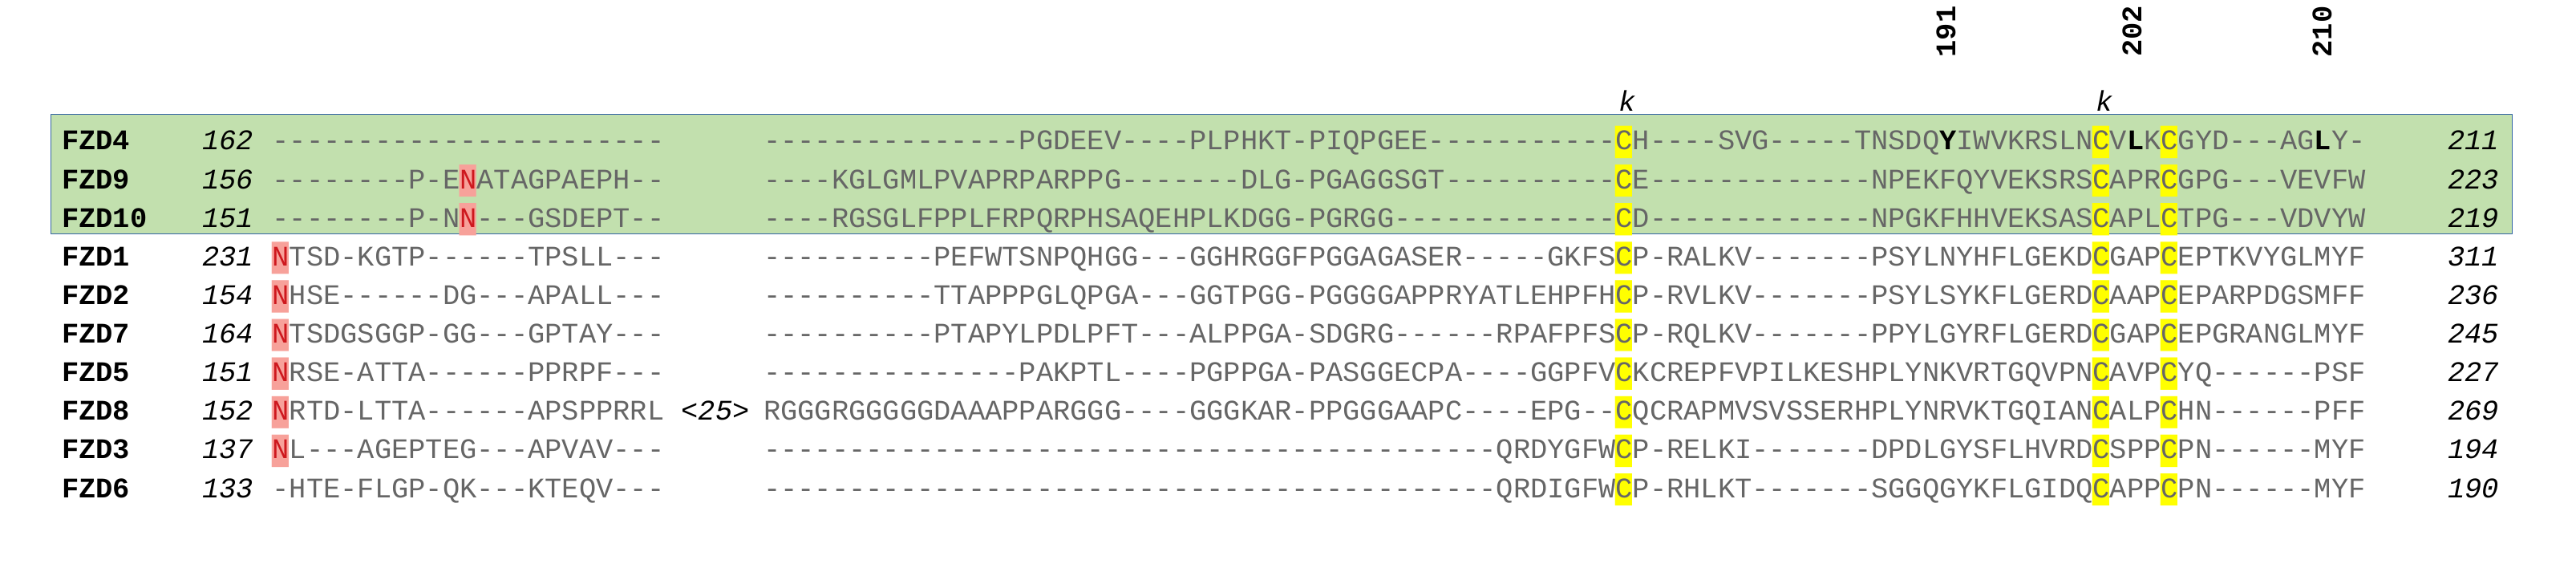 191 202 210
k k
FZD4 162 ----------------------- ---------------PGDEEV----PLPHKT-PIQPGEE-----------CH----SVG-----TNSDQYIWVKRSLNCVLKCGYD---AGLY- 211
FZD9 156 --------P-ENATAGPAEPH-- ----KGLGMLPVAPRPARPPG-------DLG-PGAGGSGT----------CE-------------NPEKFQYVEKSRSCAPRCGPG---VEVFW 223
FZD10 151 --------P-NN---GSDEPT-- ----RGSGLFPPLFRPQRPHSAQEHPLKDGG-PGRGG-------------CD-------------NPGKFHHVEKSASCAPLCTPG---VDVYW 219
FZD1 231 NTSD-KGTP------TPSLL--- ----------PEFWTSNPQHGG---GGHRGGFPGGAGASER-----GKFSCP-RALKV-------PSYLNYHFLGEKDCGAPCEPTKVYGLMYF 311
FZD2 154 NHSE------DG---APALL--- ----------TTAPPPGLQPGA---GGTPGG-PGGGGAPPRYATLEHPFHCP-RVLKV-------PSYLSYKFLGERDCAAPCEPARPDGSMFF 236
FZD7 164 NTSDGSGGP-GG---GPTAY--- ----------PTAPYLPDLPFT---ALPPGA-SDGRG------RPAFPFSCP-RQLKV-------PPYLGYRFLGERDCGAPCEPGRANGLMYF 245
FZD5 151 NRSE-ATTA------PPRPF--- ---------------PAKPTL----PGPPGA-PASGGECPA----GGPFVCKCREPFVPILKESHPLYNKVRTGQVPNCAVPCYQ------PSF 227
FZD8 152 NRTD-LTTA------APSPPRRL <25> RGGGRGGGGGDAAAPPARGGG----GGGKAR-PPGGGAAPC----EPG--CQCRAPMVSVSSERHPLYNRVKTGQIANCALPCHN------PFF 269
FZD3 137 NL---AGEPTEG---APVAV--- -------------------------------------------QRDYGFWCP-RELKI-------DPDLGYSFLHVRDCSPPCPN------MYF 194
FZD6 133 -HTE-FLGP-QK---KTEQV--- -------------------------------------------QRDIGFWCP-RHLKT-------SGGQGYKFLGIDQCAPPCPN------MYF 190